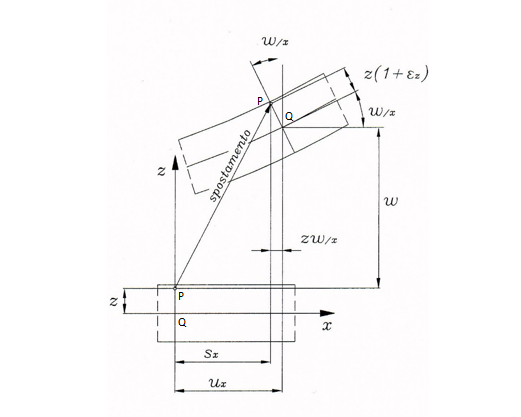 w/x
z(1+εz)
P
Q
w/x
z
spostamento
w
zw/x
z
P
Q
x
Sx
ux